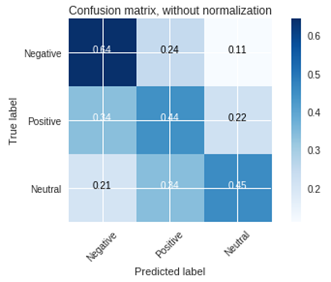 Confusion matrix, without normalization
Negative 0.64 0.24 0.11
Positive 0.34 0.44 0.22
Neutral 0.21 0.34 0.45
Negative Positive Neutral
True label
Predicted label
0.6
0.5
0.4
0.3
0.2